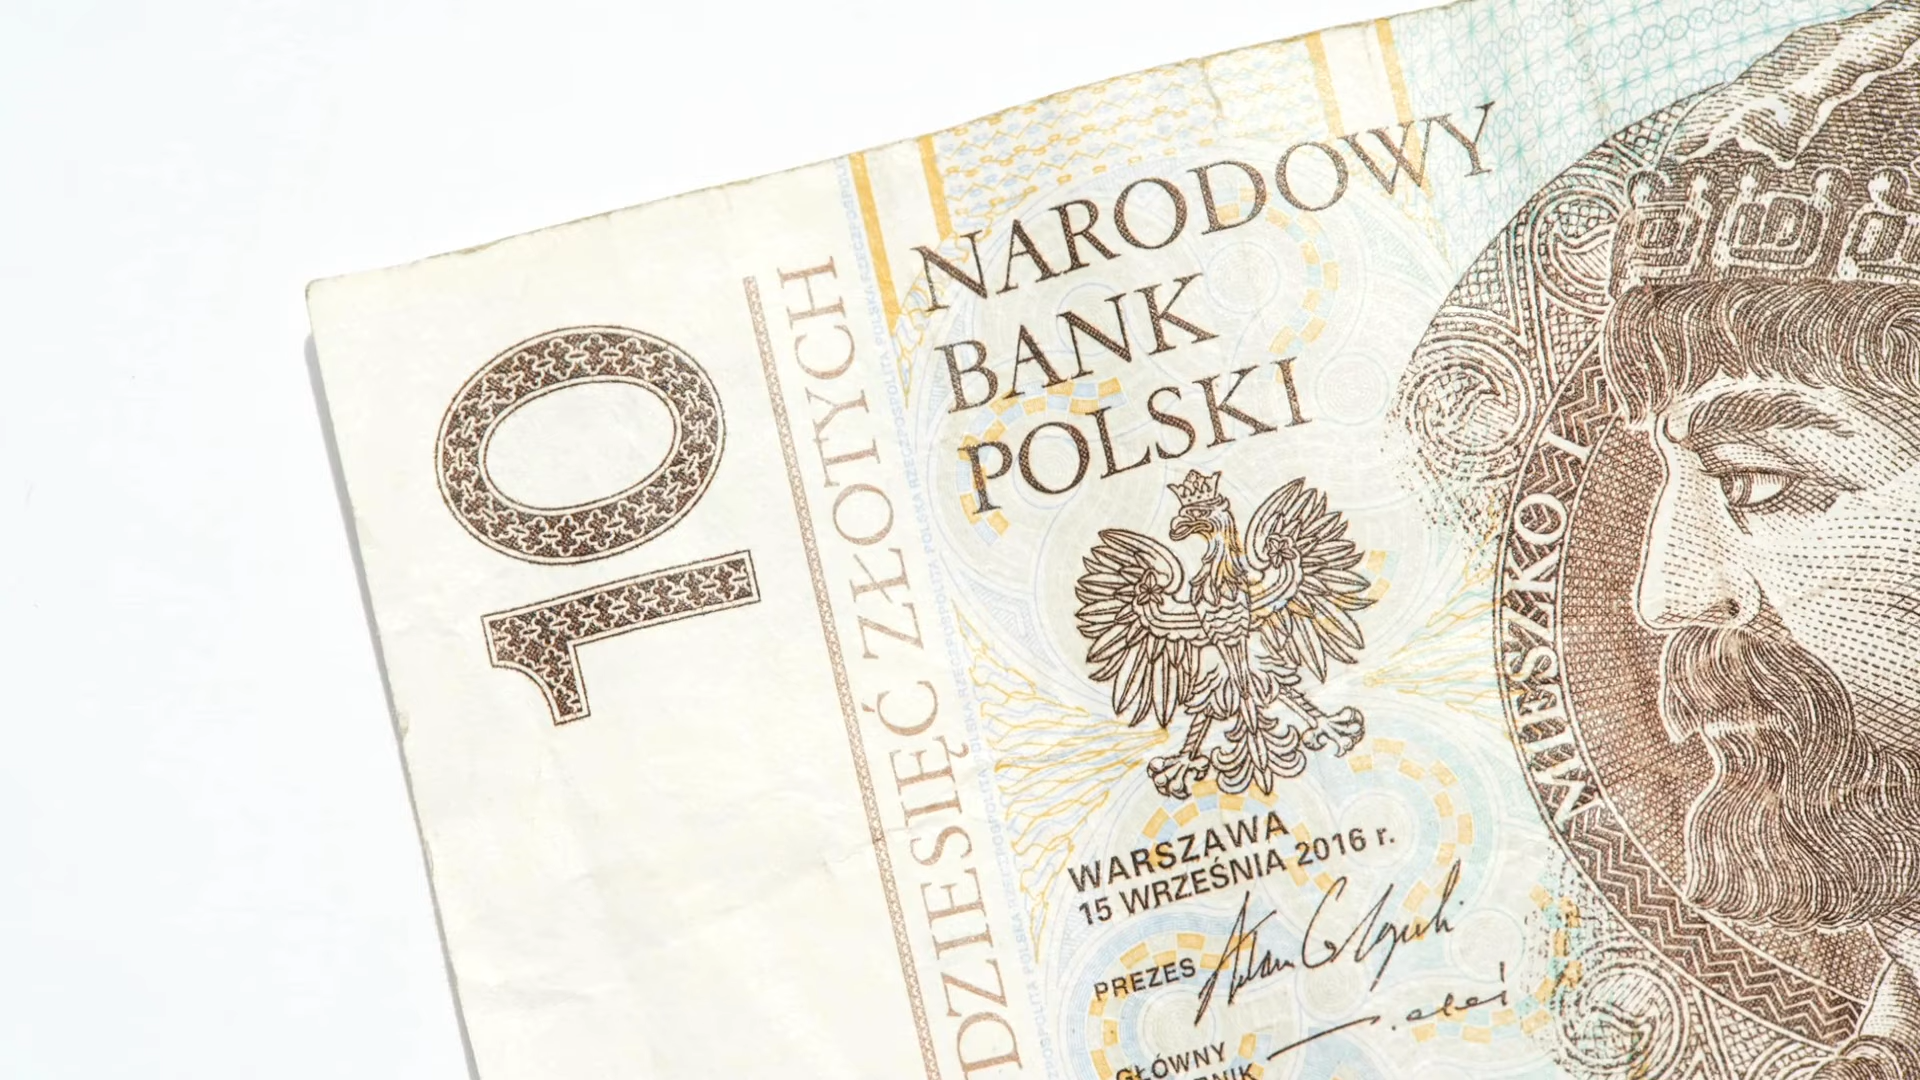 10
DZIESIĘĆ ZŁOTYCH
NARODOWY
BANK
POLSKI
MIESZKO I
WARSZAWA
15 WRZEŚNIA 2016 r.
PREZES
GŁÓWNY